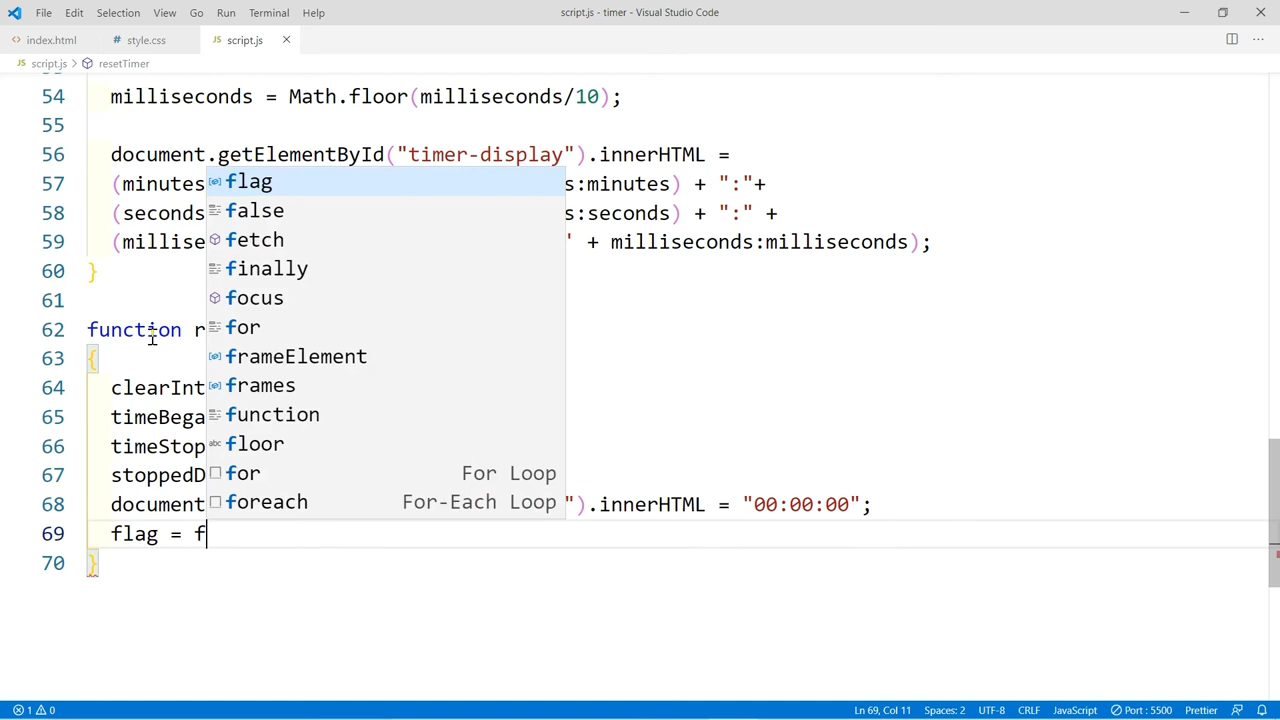 File Edit Selection View Go Run Terminal Help script.js - timer - Visual Studio Code
index.html # style.css JS script.js
JS script.js > resetTimer
54 milliseconds = Math.floor(milliseconds/10);
55
56 document.getElementById("timer-display").innerHTML =
57 (minutes s:minutes) + ":"+
58 (seconds s:seconds) + ":" +
59 (millise " + milliseconds:milliseconds);
60 }
61
62 function r
63 {
64 clearInt
65 timeBega
66 timeStop
67 stoppedD
68 document ").innerHTML = "00:00:00";
69 flag = f
70 }
flag
false
fetch
finally
focus
for
frameElement
frames
function
abc floor
for For Loop
foreach For-Each Loop
1 0 Ln 69, Col 11 Spaces: 2 UTF-8 CRLF JavaScript Port : 5500 Prettier